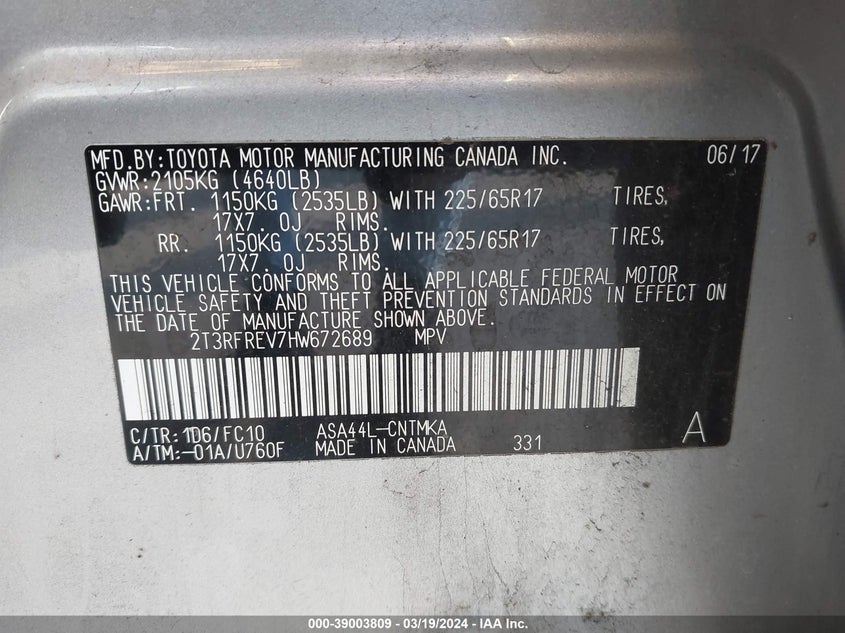 MFD.BY:TOYOTA MOTOR MANUFACTURING CANADA INC. 06/17
GVWR:2105KG (4640LB)
GAWR:FRT. 1150KG (2535LB) WITH 225/65R17 TIRES,
17X7.0J RIMS.
RR. 1150KG (2535LB) WITH 225/65R17 TIRES,
17X7.0J RIMS.
THIS VEHICLE CONFORMS TO ALL APPLICABLE FEDERAL MOTOR
VEHICLE SAFETY AND THEFT PREVENTION STANDARDS IN EFFECT ON
THE DATE OF MANUFACTURE SHOWN ABOVE.
2T3RFREV7HW672689 MPV
C/TR:1D6/FC10 ASA44L-CNTMKA
A/TM:-01A/U760F MADE IN CANADA 331 A
000-39003809 - 03/19/2024 - IAA Inc.